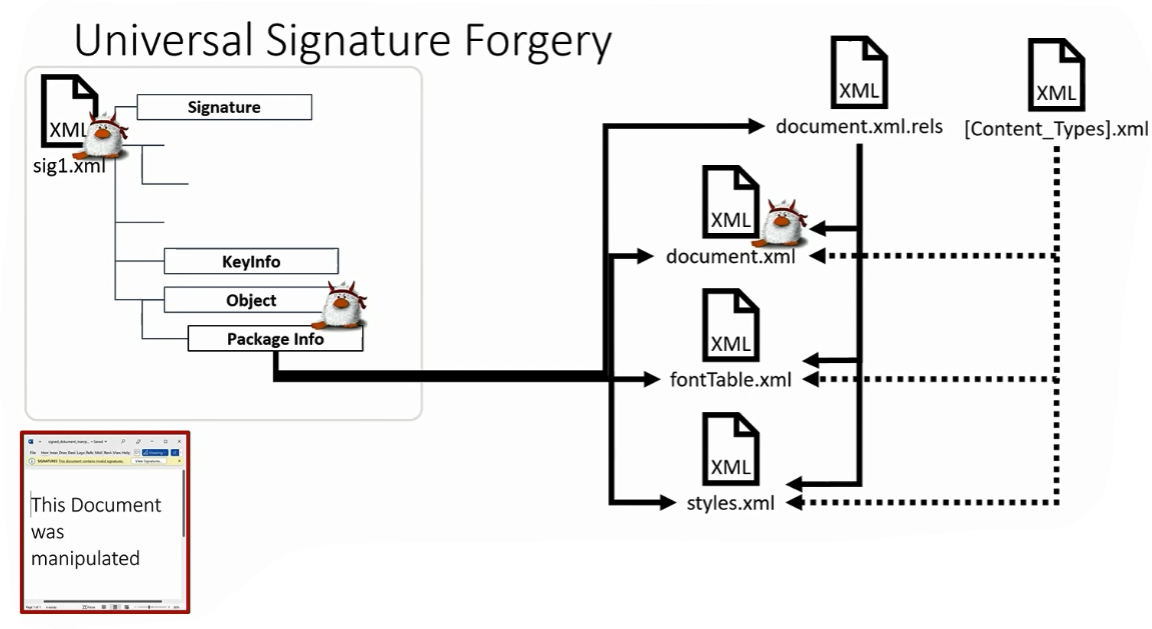 Universal Signature Forgery
XML
sig1.xml
Signature
KeyInfo
Object
Package Info
XML
document.xml.rels
XML
[Content_Types].xml
XML
document.xml
XML
fontTable.xml
XML
styles.xml
This Document
was
manipulated